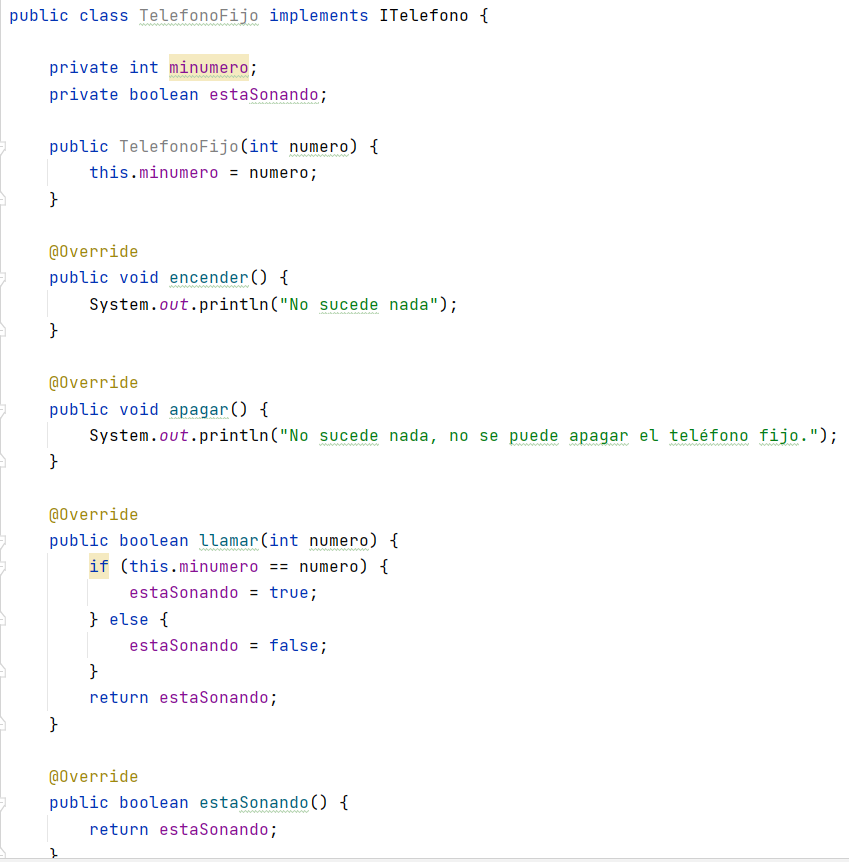 public class TelefonoFijo implements ITelefono {
private int minumero;
private boolean estaSonando;
public TelefonoFijo(int numero) {
this.minumero = numero;
}
@Override
public void encender() {
System.out.println("No sucede nada");
}
@Override
public void apagar() {
System.out.println("No sucede nada, no se puede apagar el teléfono fijo.");
}
@Override
public boolean llamar(int numero) {
if (this.minumero == numero) {
estaSonando = true;
} else {
estaSonando = false;
}
return estaSonando;
}
@Override
public boolean estaSonando() {
return estaSonando;
}